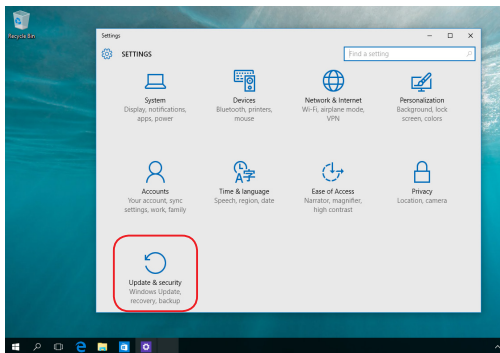 Recycle Bin
Settings
SETTINGS
Find a setting
System
Display, notifications,
apps, power
Devices
Bluetooth, printers,
mouse
Network & Internet
Wi-Fi, airplane mode,
VPN
Personalization
Background, lock
screen, colors
Accounts
Your account, sync
settings, work, family
Time & language
Speech, region, date
Ease of Access
Narrator, magnifier,
high contrast
Privacy
Location, camera
Update & security
Windows Update,
recovery, backup